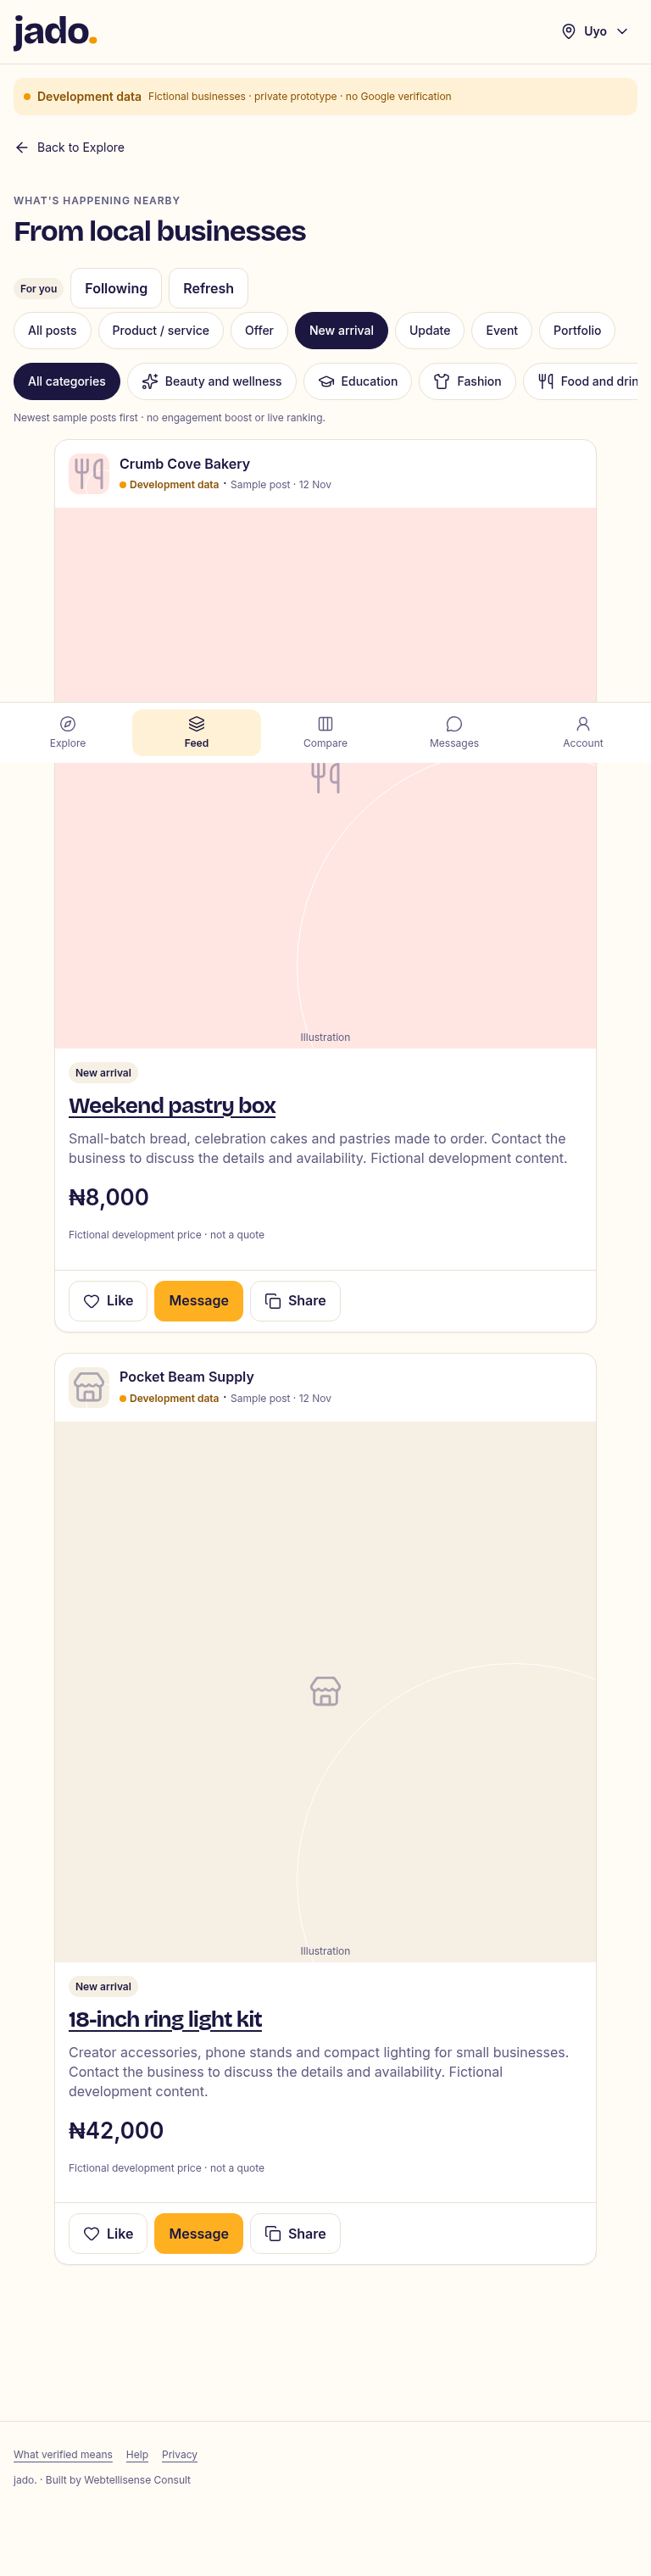 jado.
Uyo
Development data Fictional businesses · private prototype · no Google verification
Back to Explore
WHAT'S HAPPENING NEARBY
From local businesses
For you Following Refresh
All posts Product / service Offer New arrival Update Event Portfolio
All categories Beauty and wellness Education Fashion Food and drin
Newest sample posts first · no engagement boost or live ranking.
Crumb Cove Bakery
Development data · Sample post · 12 Nov
Explore Feed Compare Messages Account
Illustration
New arrival
Weekend pastry box
Small-batch bread, celebration cakes and pastries made to order. Contact the
business to discuss the details and availability. Fictional development content.
₦8,000
Fictional development price · not a quote
Like Message Share
Pocket Beam Supply
Development data · Sample post · 12 Nov
Illustration
New arrival
18-inch ring light kit
Creator accessories, phone stands and compact lighting for small businesses.
Contact the business to discuss the details and availability. Fictional
development content.
₦42,000
Fictional development price · not a quote
Like Message Share
What verified means Help Privacy
jado. · Built by Webtellisense Consult